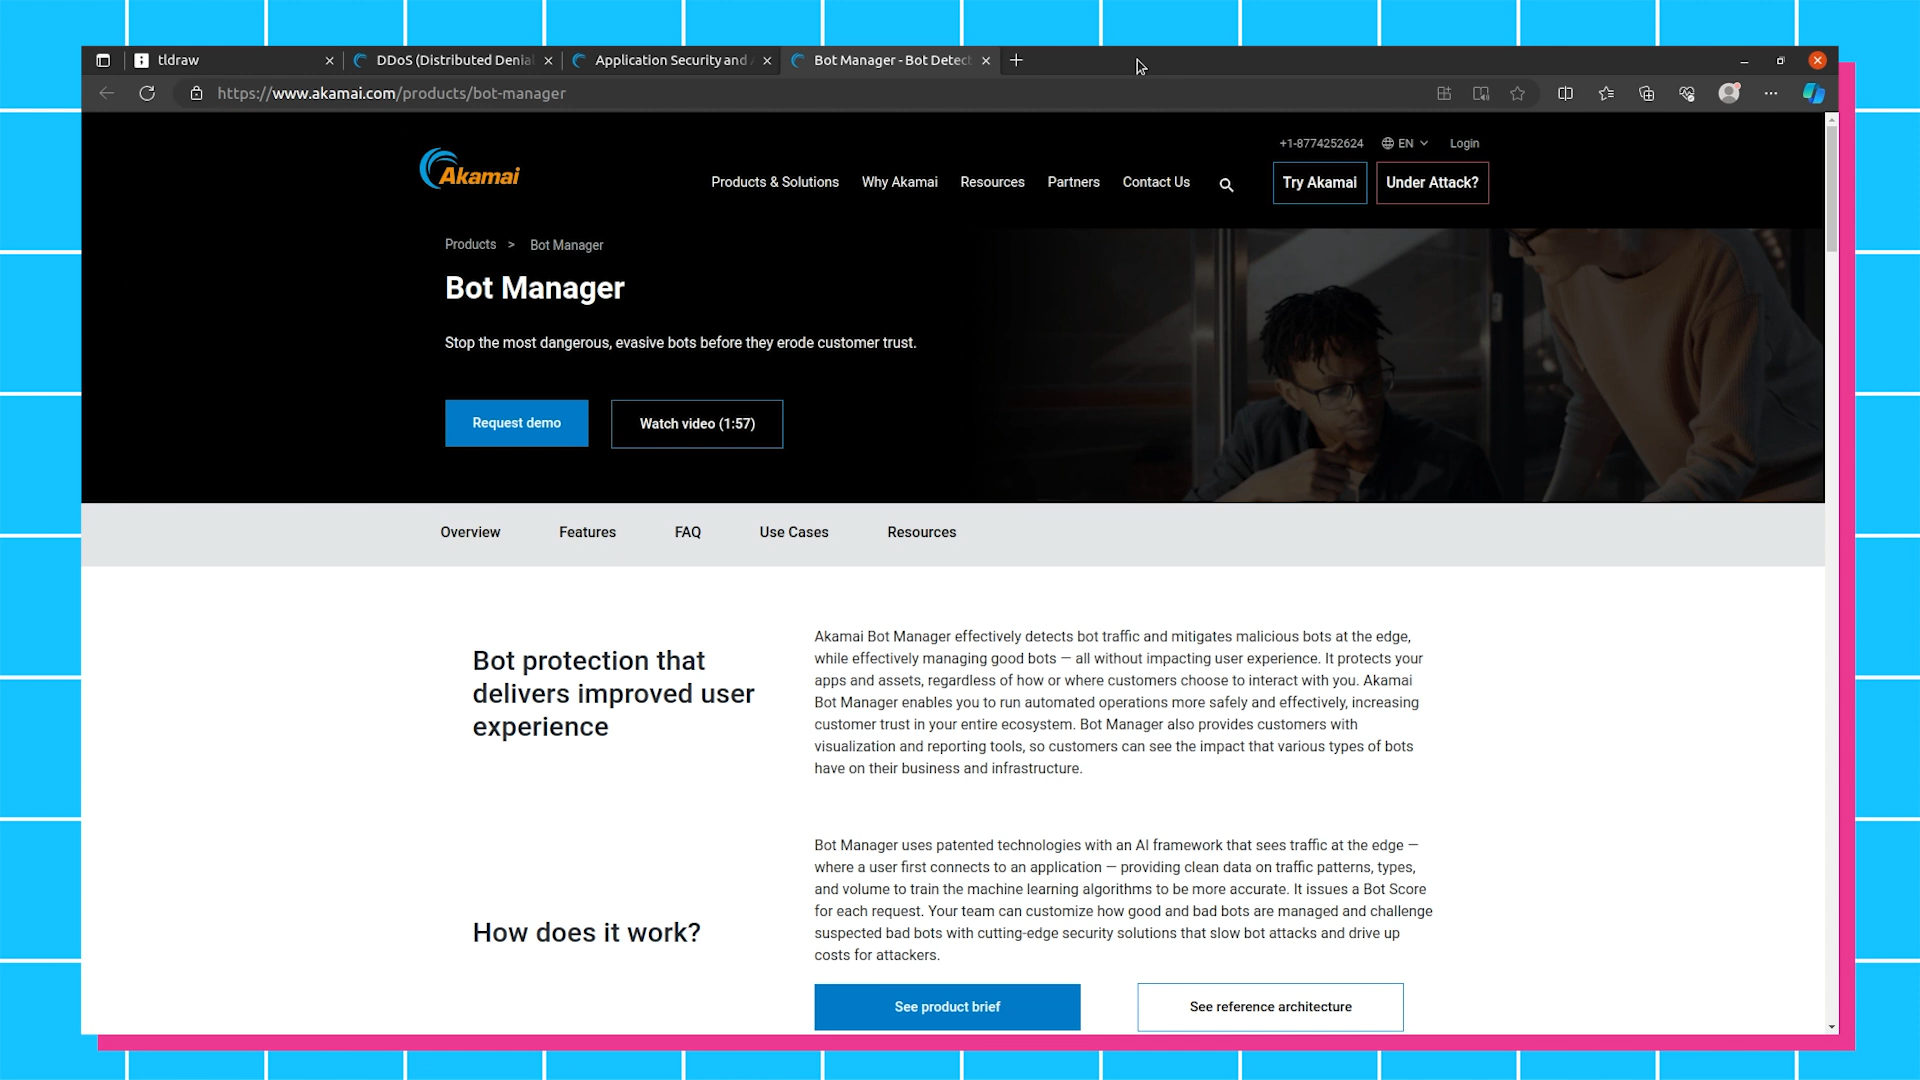 tldraw
DDoS (Distributed Denial
Application Security and A
Bot Manager - Bot Detect
https://www.akamai.com/products/bot-manager
+1-8774252624
EN
Login
Akamai
Products & Solutions
Why Akamai
Resources
Partners
Contact Us
Try Akamai
Under Attack?
Products > Bot Manager
Bot Manager
Stop the most dangerous, evasive bots before they erode customer trust.
Request demo
Watch video (1:57)
Overview
Features
FAQ
Use Cases
Resources
Bot protection that
delivers improved user
experience
Akamai Bot Manager effectively detects bot traffic and mitigates malicious bots at the edge,
while effectively managing good bots — all without impacting user experience. It protects your
apps and assets, regardless of how or where customers choose to interact with you. Akamai
Bot Manager enables you to run automated operations more safely and effectively, increasing
customer trust in your entire ecosystem. Bot Manager also provides customers with
visualization and reporting tools, so customers can see the impact that various types of bots
have on their business and infrastructure.
How does it work?
Bot Manager uses patented technologies with an AI framework that sees traffic at the edge —
where a user first connects to an application — providing clean data on traffic patterns, types,
and volume to train the machine learning algorithms to be more accurate. It issues a Bot Score
for each request. Your team can customize how good and bad bots are managed and challenge
suspected bad bots with cutting-edge security solutions that slow bot attacks and drive up
costs for attackers.
See product brief
See reference architecture